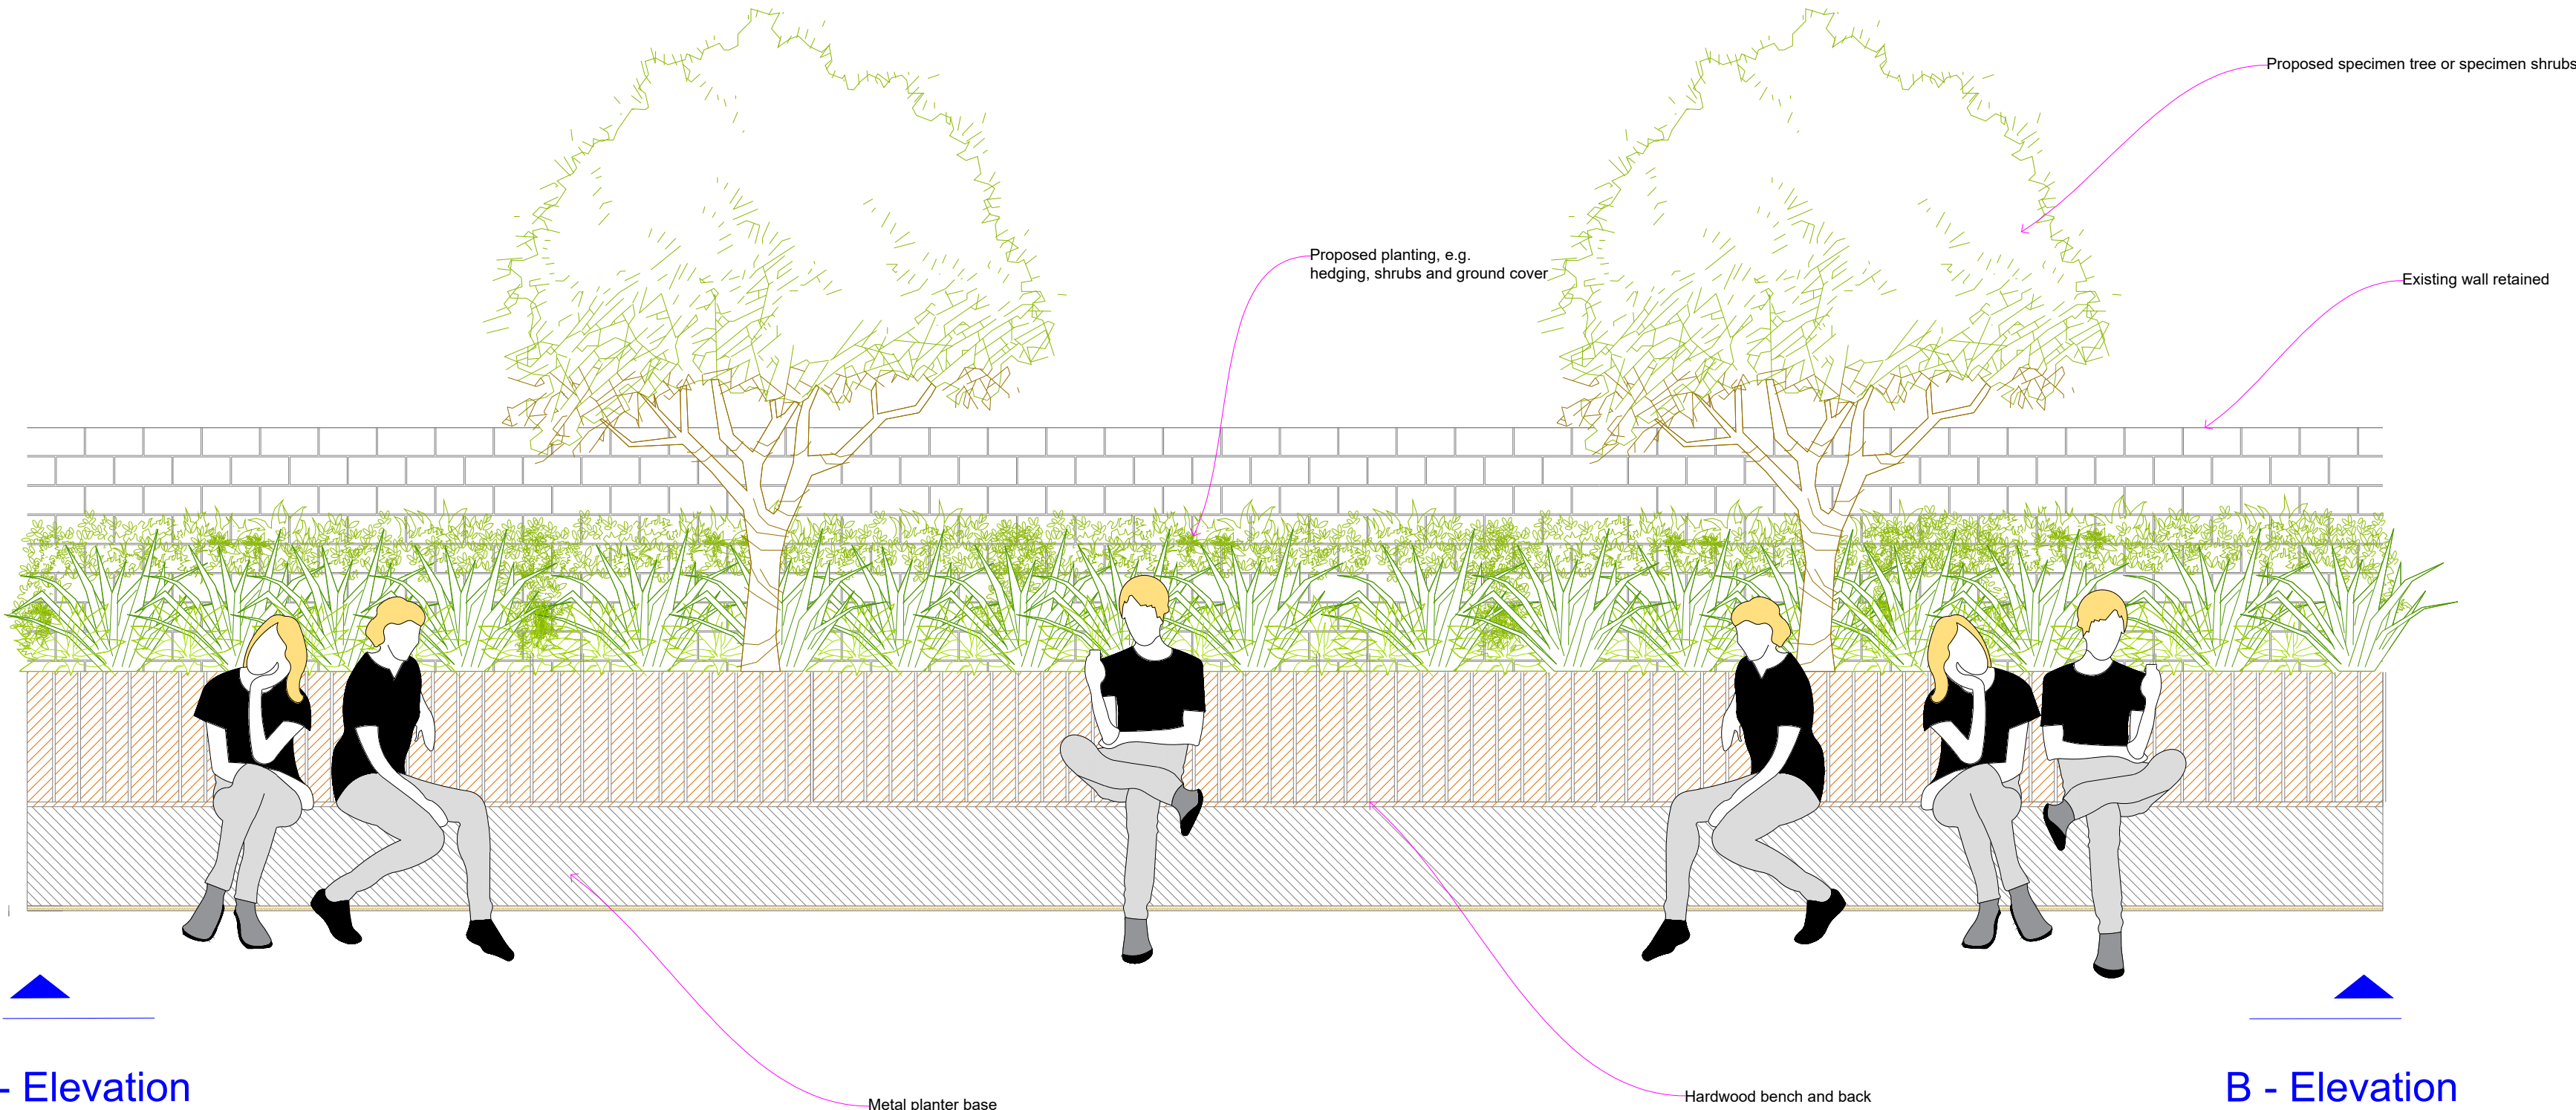 Proposed specimen tree or specimen shrubs
Proposed planting, e.g.
hedging, shrubs and ground cover
Existing wall retained
- Elevation
B - Elevation
Metal planter base
Hardwood bench and back